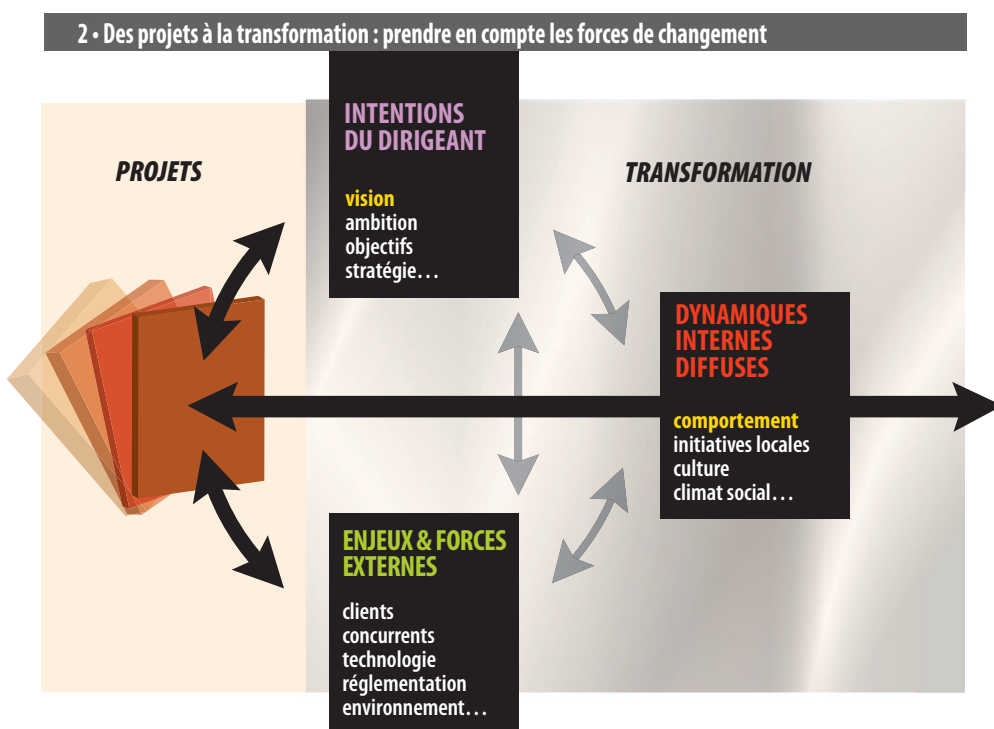 2 • Des projets à la transformation : prendre en compte les forces de changement
PROJETS
INTENTIONS
DU DIRIGEANT
vision
ambition
objectifs
stratégie…
TRANSFORMATION
DYNAMIQUES
INTERNES
DIFFUSES
comportement
initiatives locales
culture
climat social…
ENJEUX & FORCES
EXTERNES
clients
concurrents
technologie
réglementation
environnement…